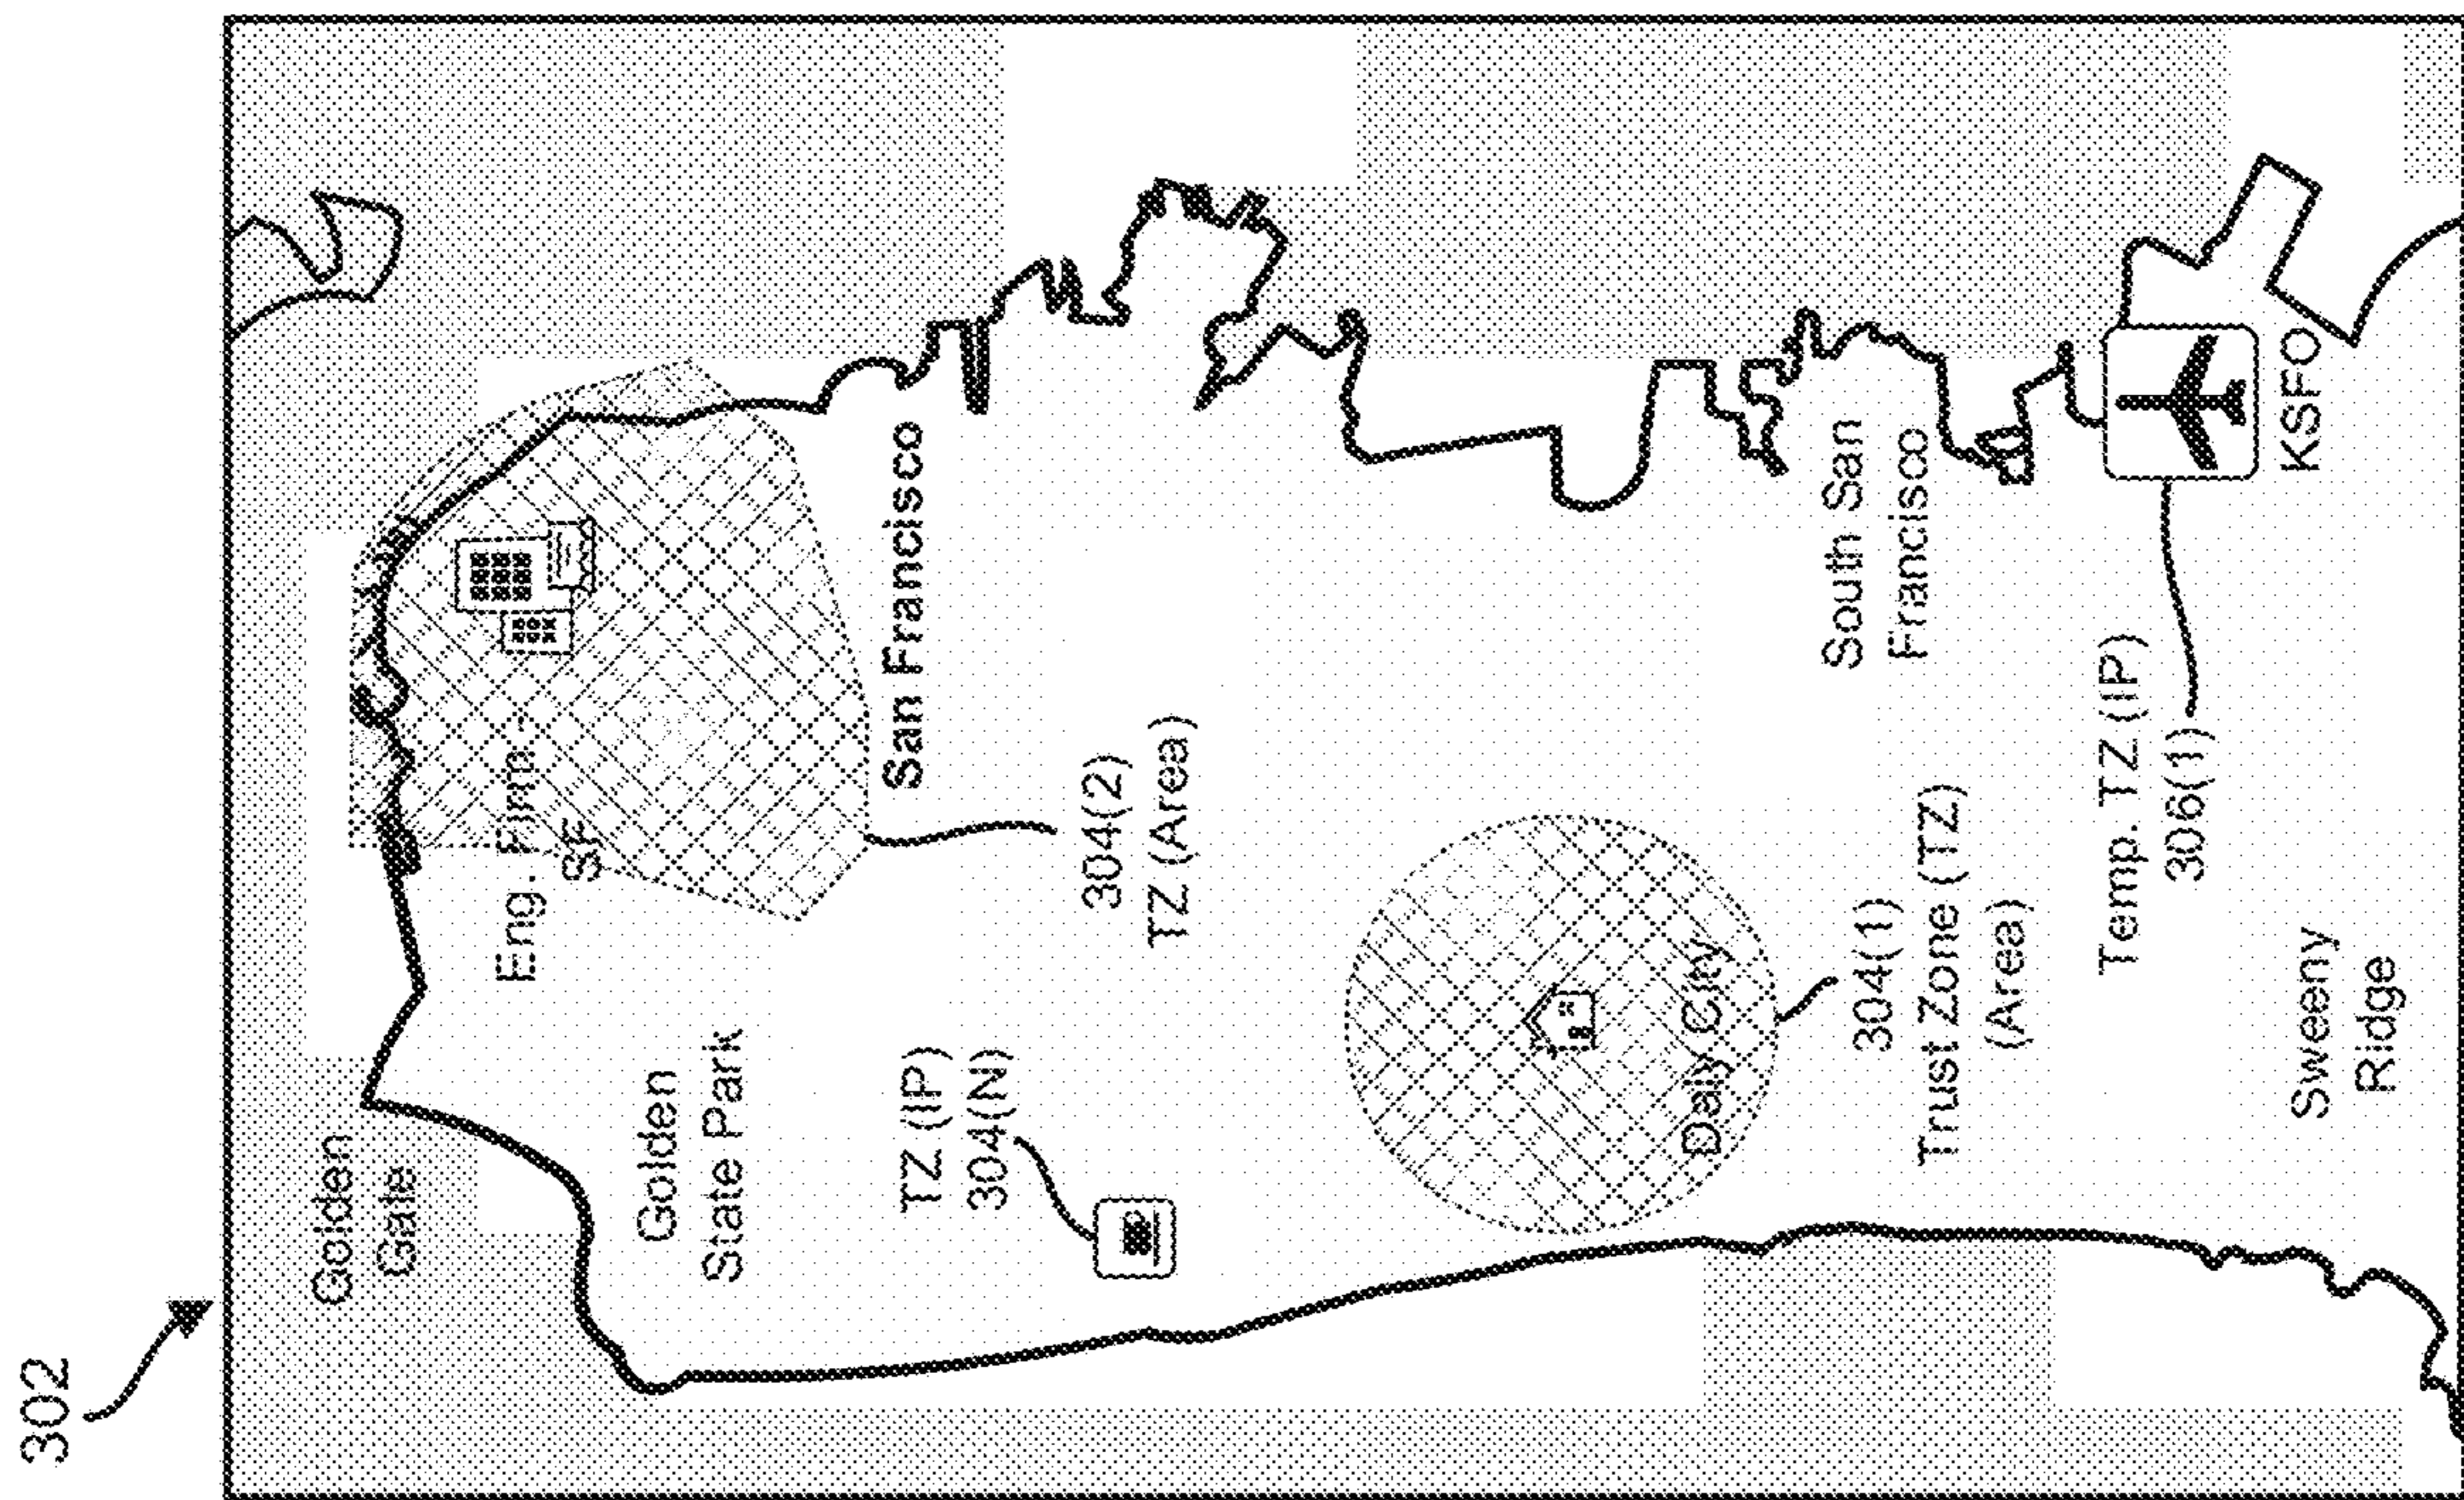 302
Golden
Gate
Eng. Firm -
SF
Golden
State Park
San Francisco
TZ (IP)
304(N)
304(2)
TZ (Area)
Daly City
304(1)
Trust Zone (TZ)
(Area)
South San
Francisco
Temp. TZ (IP)
306(1)
KSFO
Sweeny
Ridge